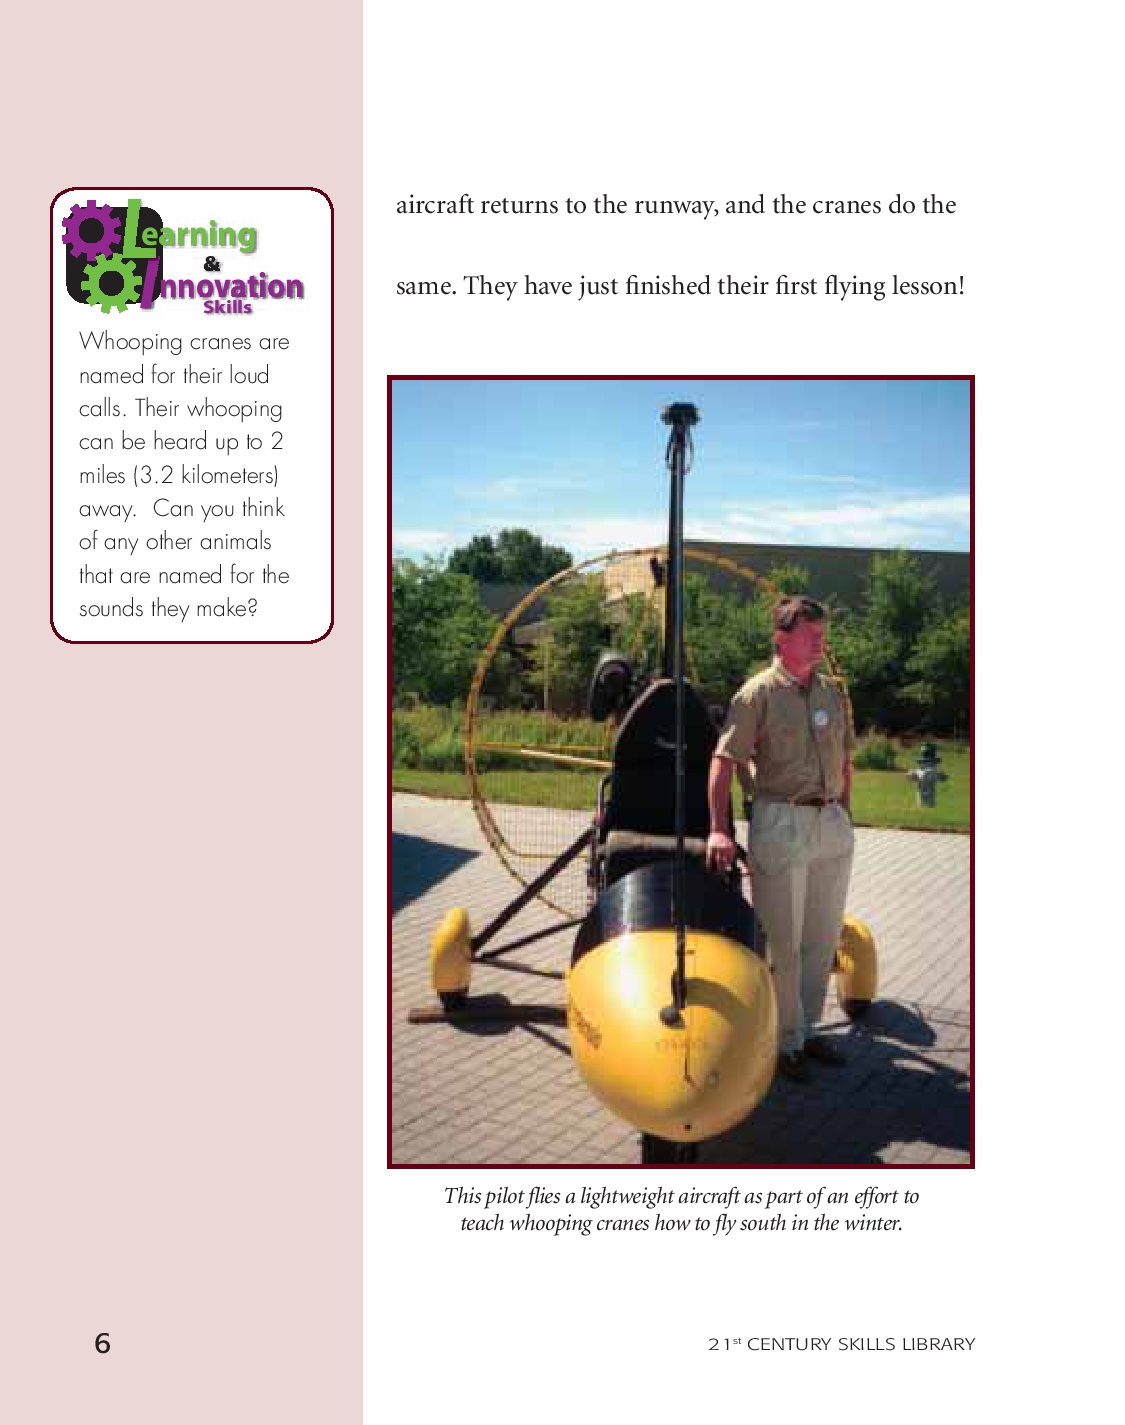 aircraft returns to the runway, and the cranes do the
same. They have just finished their first flying lesson!
Learning
&
Innovation
Skills
Whooping cranes are
named for their loud
calls. Their whooping
can be heard up to 2
miles (3.2 kilometers)
away.  Can you think
of any other animals
that are named for the
sounds they make?
This pilot flies a lightweight aircraft as part of an effort to
teach whooping cranes how to fly south in the winter.
6
21st CENTURY SKILLS LIBRARY